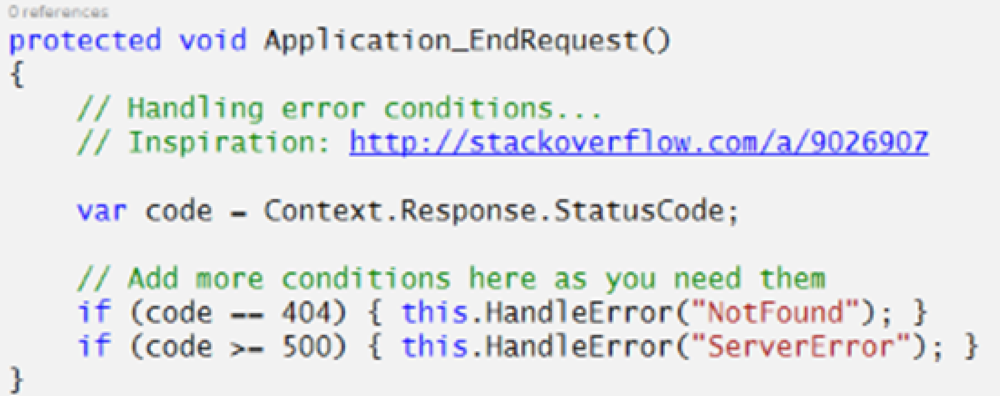 0 references
protected void Application_EndRequest()
{
// Handling error conditions...
// Inspiration: http://stackoverflow.com/a/9026907
var code = Context.Response.StatusCode;
// Add more conditions here as you need them
if (code == 404) { this.HandleError("NotFound"); }
if (code >= 500) { this.HandleError("ServerError"); }
}